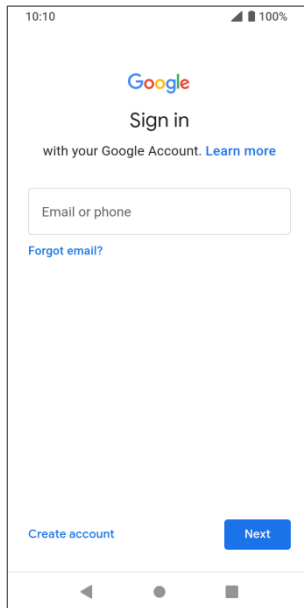 10:10 100%
Google
Sign in
with your Google Account. Learn more
Email or phone
Forgot email?
Create account Next